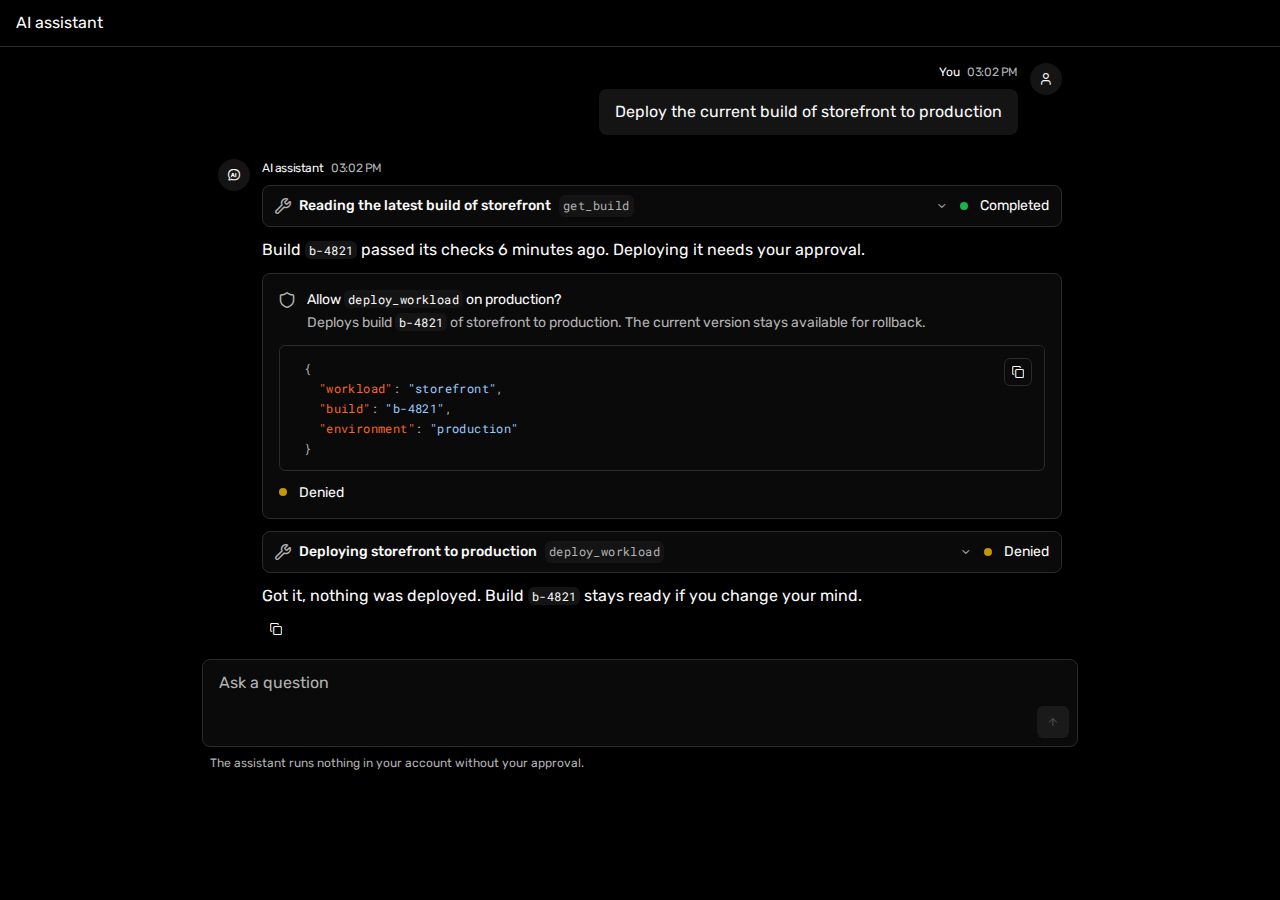 AI assistant
You 03:02 PM
Deploy the current build of storefront to production
AI
AI assistant 03:02 PM
Reading the latest build of storefront get_build Completed
Build b-4821 passed its checks 6 minutes ago. Deploying it needs your approval.
Allow deploy_workload on production?
Deploys build b-4821 of storefront to production. The current version stays available for rollback.
{
"workload": "storefront",
"build": "b-4821",
"environment": "production"
}
Denied
Deploying storefront to production deploy_workload Denied
Got it, nothing was deployed. Build b-4821 stays ready if you change your mind.
Ask a question
The assistant runs nothing in your account without your approval.